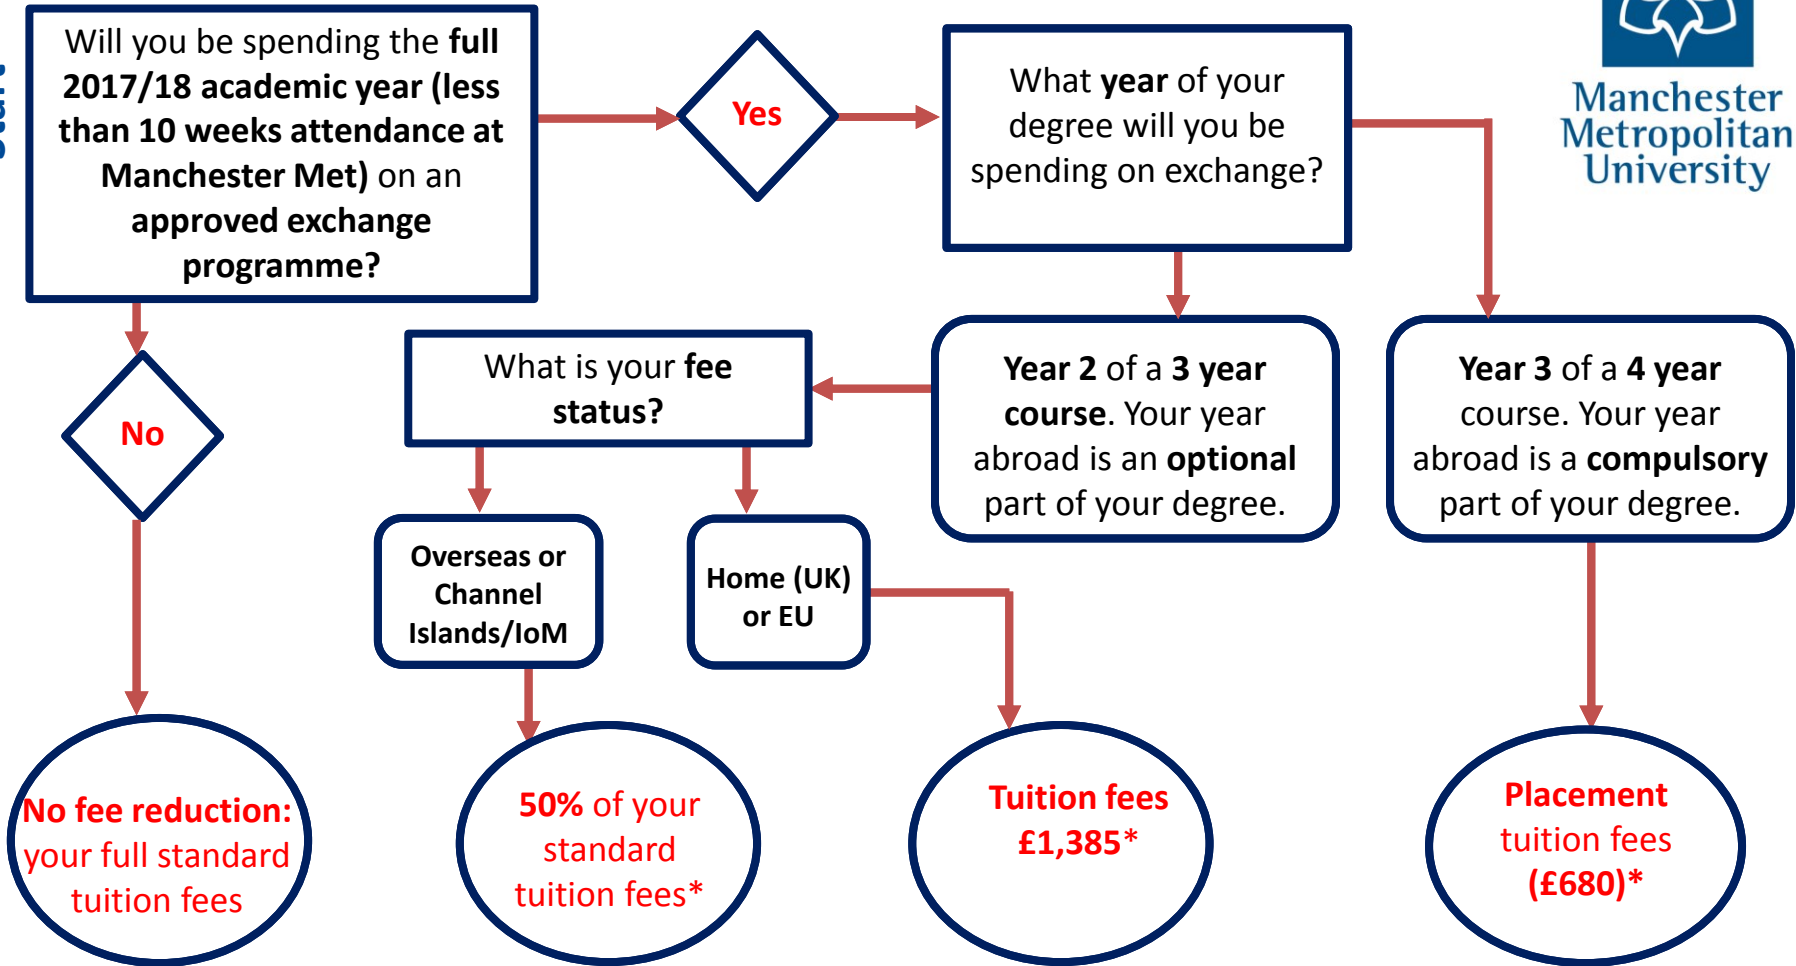 Start
Will you be spending the full
2017/18 academic year (less
than 10 weeks attendance at
Manchester Met) on an
approved exchange
programme?
Yes
What year of your
degree will you be
spending on exchange?
Manchester
Metropolitan
University
No
What is your fee
status?
Year 2 of a 3 year
course. Your year
abroad is an optional
part of your degree.
Year 3 of a 4 year
course. Your year
abroad is a compulsory
part of your degree.
Overseas or
Channel
Islands/IoM
Home (UK)
or EU
No fee reduction:
your full standard
tuition fees
50% of your
standard
tuition fees*
Tuition fees
£1,385*
Placement
tuition fees
(£680)*